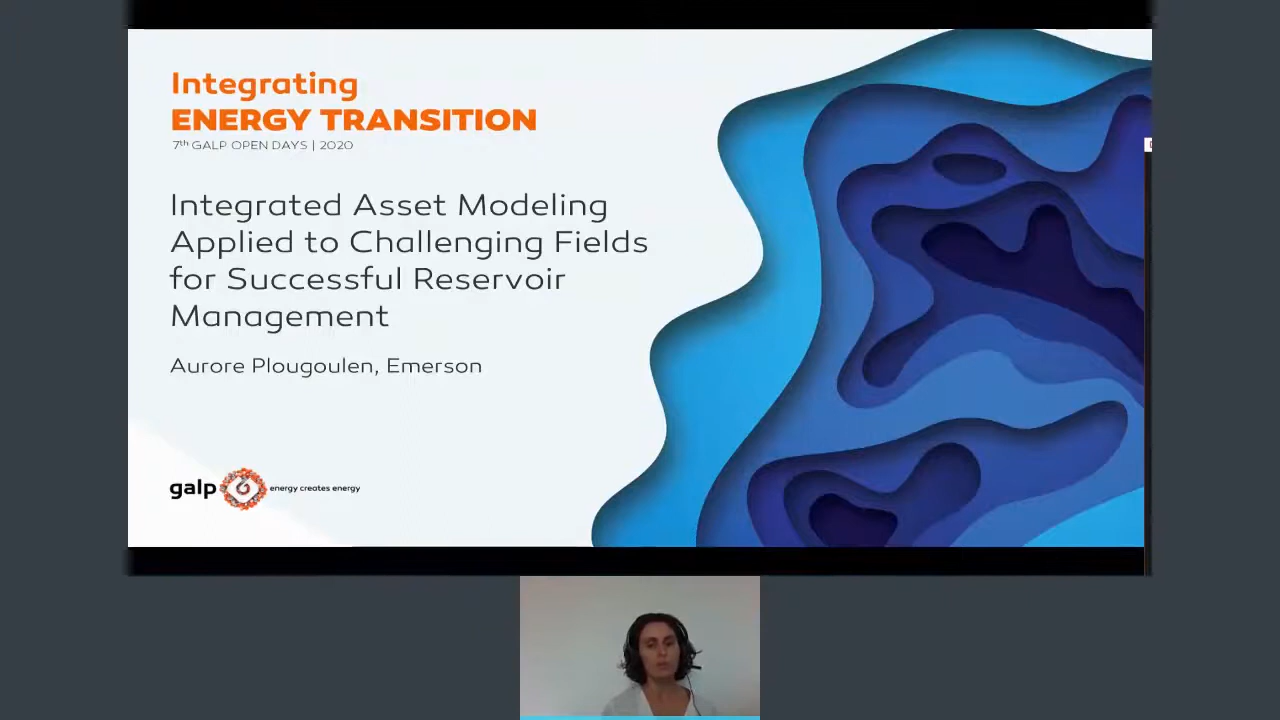 Integrating
ENERGY TRANSITION
7th GALP OPEN DAYS | 2020
Integrated Asset Modeling
Applied to Challenging Fields
for Successful Reservoir
Management
Aurore Plougoulen, Emerson
galp energy creates energy